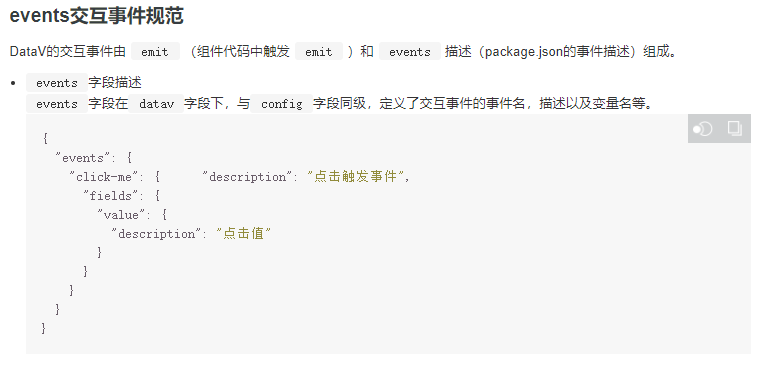 events交互事件规范
DataV的交互事件由 emit （组件代码中触发 emit ）和 events 描述（package.json的事件描述）组成。
• events 字段描述
events 字段在 datav 字段下，与 config 字段同级，定义了交互事件的事件名，描述以及变量名等。
{
  "events": {
    "click-me": {      "description": "点击触发事件",
      "fields": {
        "value": {
          "description": "点击值"
        }
      }
    }
  }
}